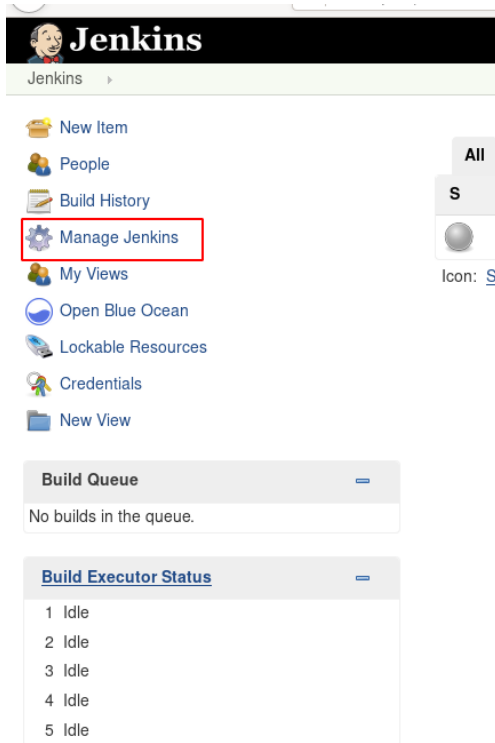 Jenkins
Jenkins
New Item
People
Build History
Manage Jenkins
My Views
Open Blue Ocean
Lockable Resources
Credentials
New View
All
S
Icon: S
Build Queue
No builds in the queue.
Build Executor Status
1 Idle
2 Idle
3 Idle
4 Idle
5 Idle